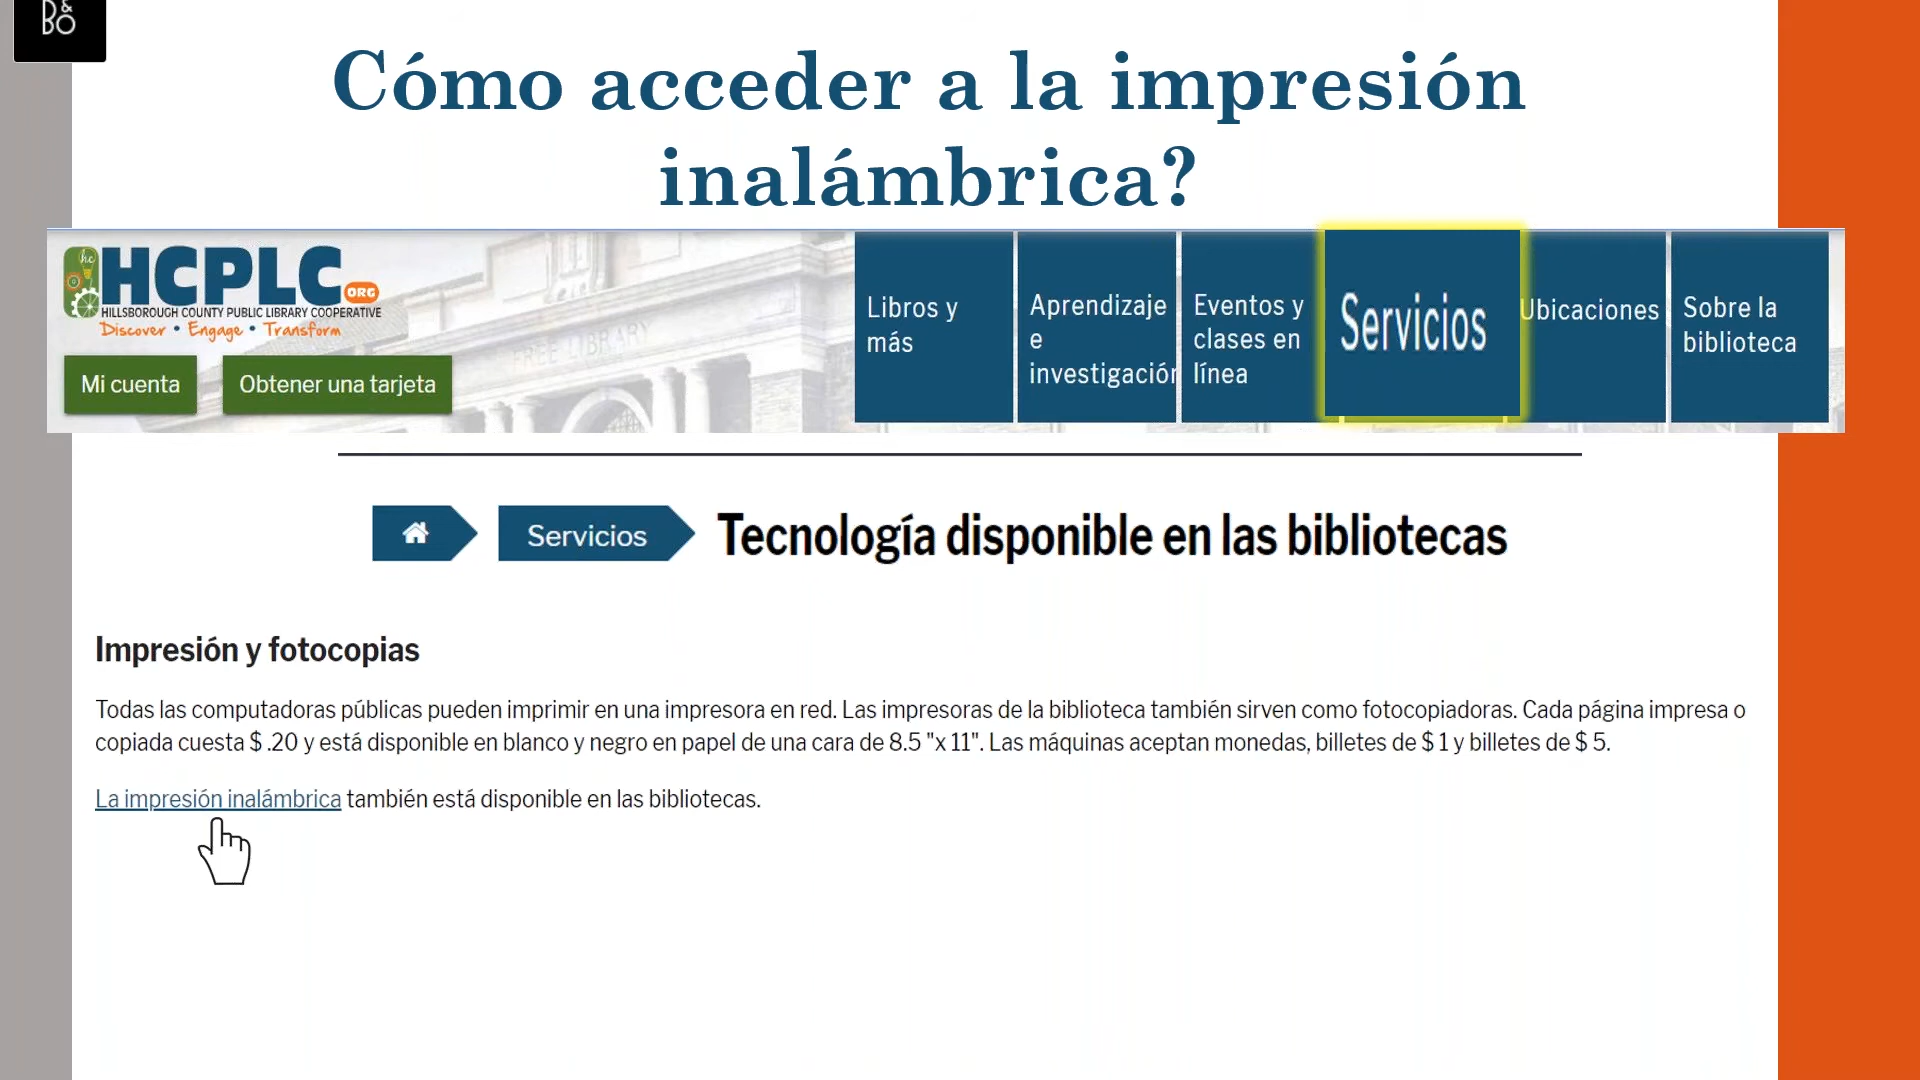 B&O
Cómo acceder a la impresión
inalámbrica?
hc
HCPLC.ORG
HILLSBOROUGH COUNTY PUBLIC LIBRARY COOPERATIVE
Discover • Engage • Transform
FREE LIBRARY
Mi cuenta
Obtener una tarjeta
Libros y
más
Aprendizaje
e
investigación
Eventos y
clases en
línea
Servicios
Ubicaciones
Sobre la
biblioteca
Servicios
Tecnología disponible en las bibliotecas
Impresión y fotocopias
Todas las computadoras públicas pueden imprimir en una impresora en red. Las impresoras de la biblioteca también sirven como fotocopiadoras. Cada página impresa o
copiada cuesta $ .20 y está disponible en blanco y negro en papel de una cara de 8.5 "x 11". Las máquinas aceptan monedas, billetes de $ 1 y billetes de $ 5.
La impresión inalámbrica también está disponible en las bibliotecas.